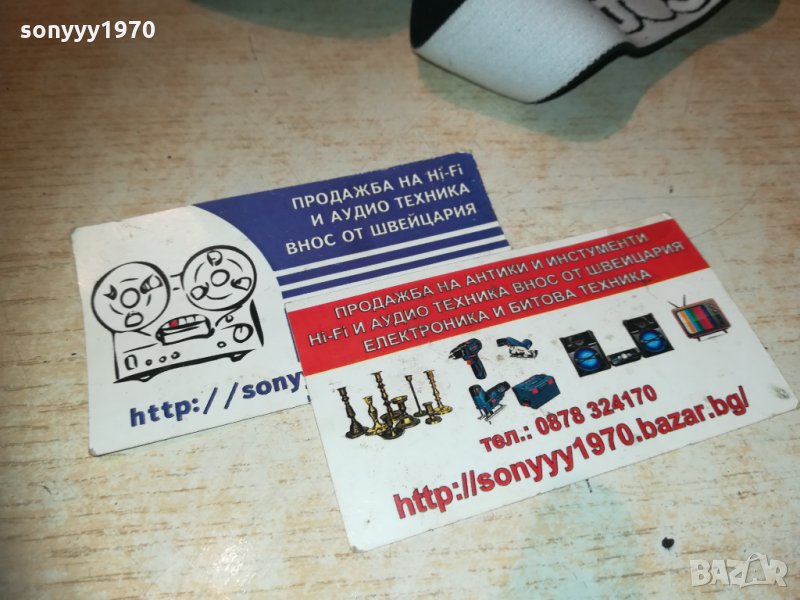 sonyyy1970
ПРОДАЖБА НА Hi-Fi
И АУДИО ТЕХНИКА
ВНОС ОТ ШВЕЙЦАРИЯ
http://sony
ПРОДАЖБА НА АНТИКИ И ИНСТУМЕНТИ
Hi-Fi И АУДИО ТЕХНИКА ВНОС ОТ ШВЕЙЦАРИЯ
ЕЛЕКТРОНИКА И БИТОВА ТЕХНИКА
тел.: 0878 324170
http://sonyyy1970.bazar.bg/
BAZAR